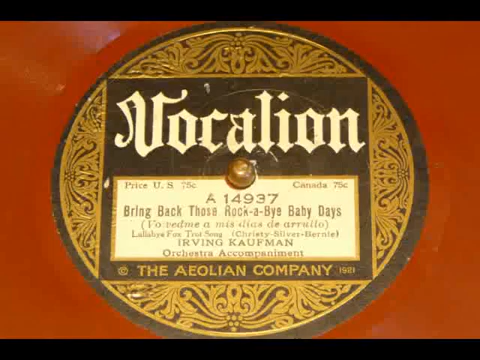 Vocalion
Price U. S. 75c Canada 75c
A 14937
Bring Back Those Rock-a-Bye Baby Days
(Volvedme a mis dias de arrullo)
Lullabye Fox Trot Song (Christy-Silver-Bernie)
IRVING KAUFMAN
Orchestra Accompaniment
© THE AEOLIAN COMPANY 1921